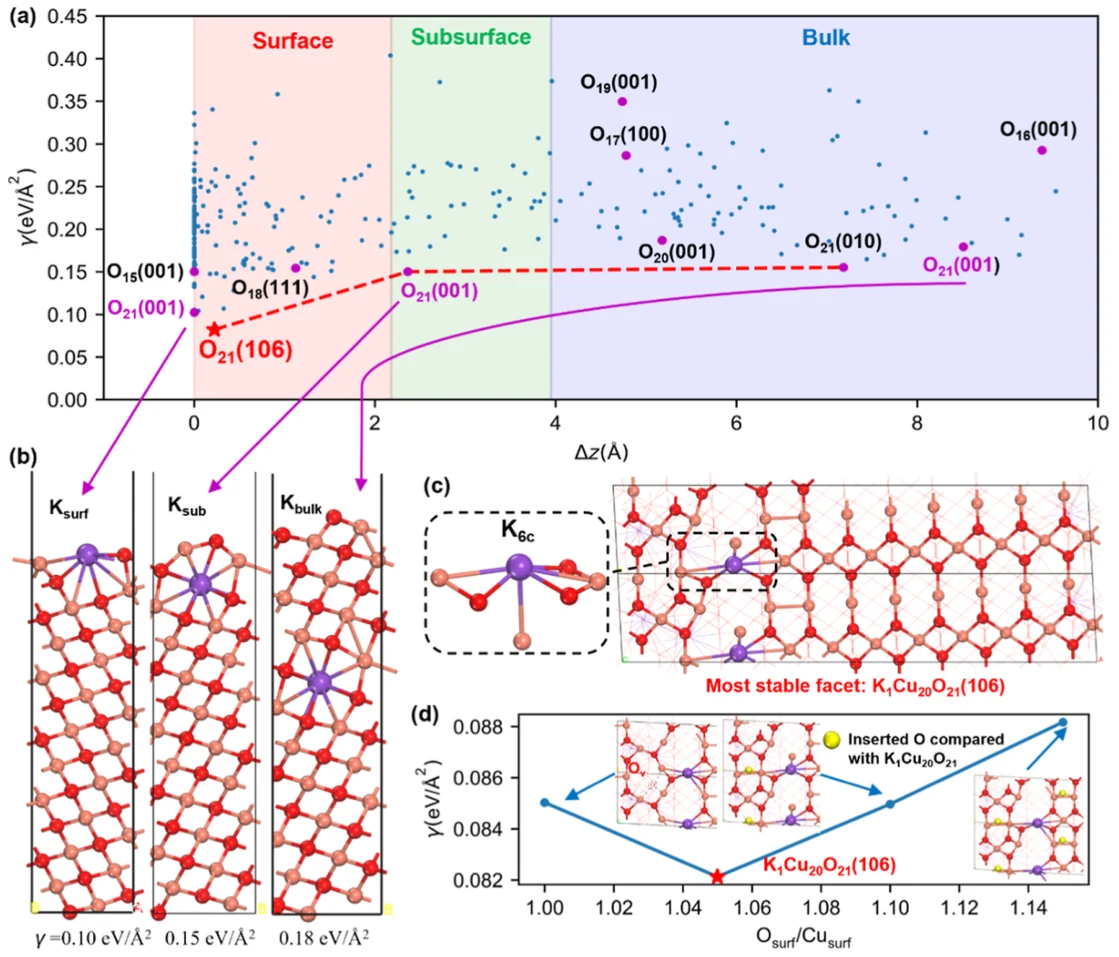 (a)
0.45
0.40
0.35
0.30
0.25
0.20
0.15
0.10
0.05
0.00
γ(eV/Å²)
Surface
Subsurface
Bulk
O₁₉(001)
O₁₇(100)
O₁₆(001)
O₂₀(001)
O₂₁(010)
O₂₁(001)
O₁₅(001)
O₁₈(111)
O₂₁(001)
O₂₁(001)
O₂₁(106)
0 2 4 6 8 10
Δz(Å)
(b)
K_surf
K_sub
K_bulk
B
A
B
B
γ =0.10 eV/Å² 0.15 eV/Å² 0.18 eV/Å²
(c)
K₆c
C
A
Most stable facet: K₁Cu₂₀O₂₁(106)
(d)
0.088
0.086
0.084
0.082
γ(eV/Å²)
Oᵥ
Inserted O compared
with K₁Cu₂₀O₂₁
K₁Cu₂₀O₂₁(106)
1.00 1.02 1.04 1.06 1.08 1.10 1.12 1.14
O_surf/Cu_surf